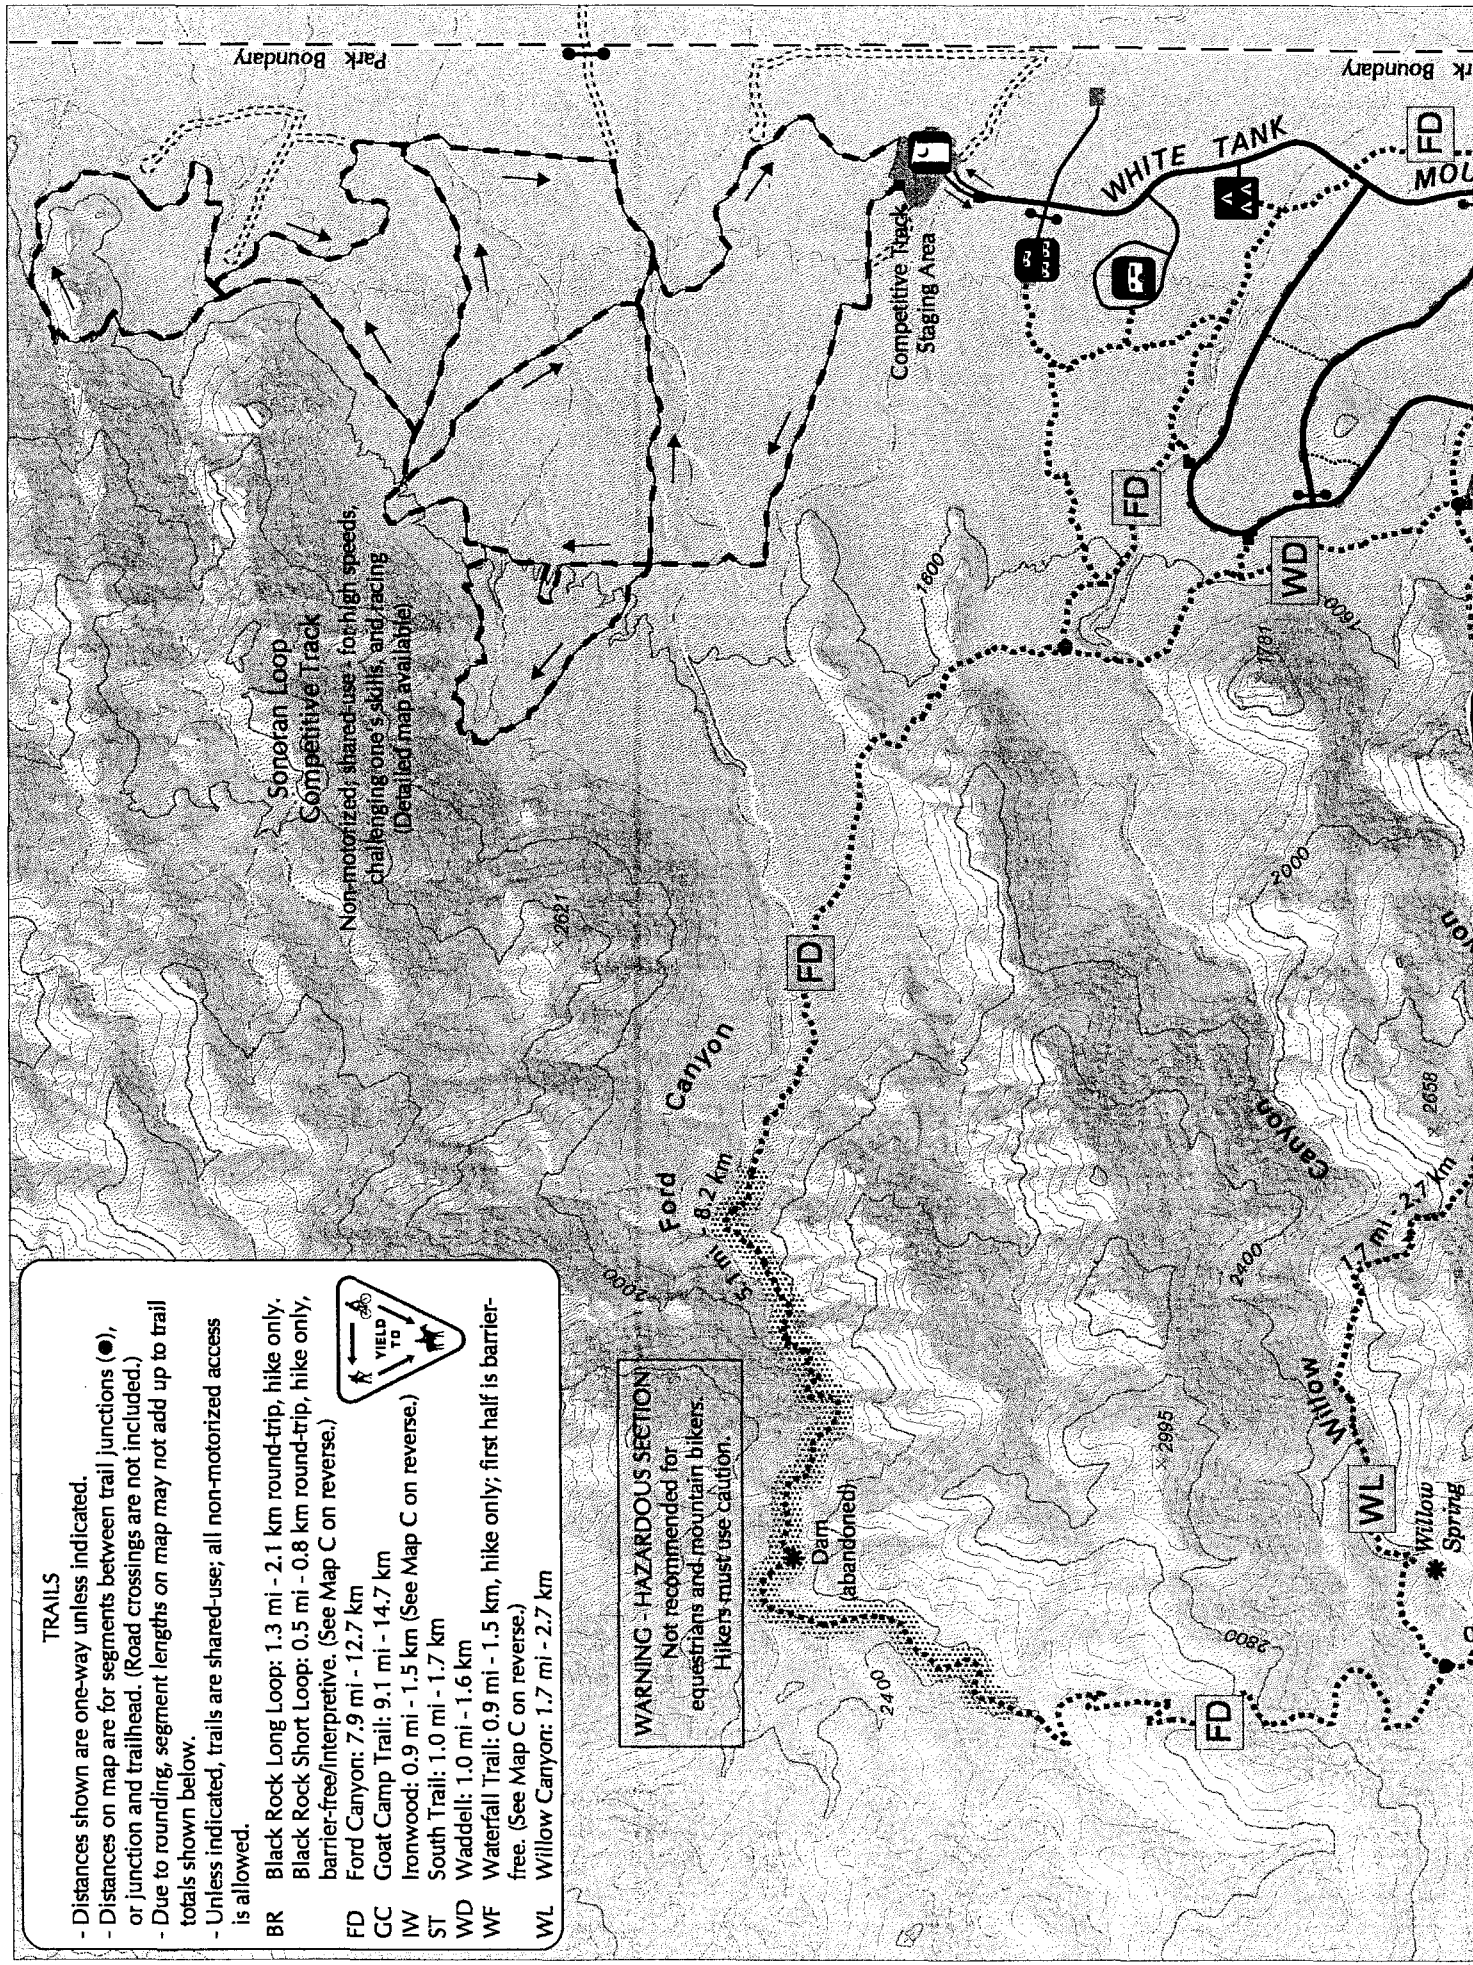 TRAILS
- Distances shown are one-way unless indicated.
- Distances on map are for segments between trail junctions (●),
or junction and trailhead. (Road crossings are not included.)
- Due to rounding, segment lengths on map may not add up to trail
totals shown below.
- Unless indicated, trails are shared-use; all non-motorized access
is allowed.
BR Black Rock Long Loop: 1.3 mi - 2.1 km round-trip, hike only.
Black Rock Short Loop: 0.5 mi - 0.8 km round-trip, hike only,
barrier-free/interpretive. (See Map C on reverse.)
FD Ford Canyon: 7.9 mi - 12.7 km
GC Goat Camp Trail: 9.1 mi - 14.7 km
IW Ironwood: 0.9 mi - 1.5 km (See Map C on reverse.)
ST South Trail: 1.0 mi - 1.7 km
WD Waddell: 1.0 mi - 1.6 km
WF Waterfall Trail: 0.9 mi - 1.5 km, hike only; first half is barrier-
free. (See Map C on reverse.)
WL Willow Canyon: 1.7 mi - 2.7 km
YIELD
TO
Sonoran Loop
Competitive Track
Non-motorized, shared-use - for high speeds,
challenging one's skills, and racing
(Detailed map available)
Park Boundary
Park Boundary
Competitive Track
Staging Area
WHITE TANK
MOU
FD
FD
WD
1600
1600
1781
2621
FD
Ford Canyon
5.1 mi - 8.2 km
2000
2000
WARNING - HAZARDOUS SECTION
Not recommended for
equestrians and mountain bikers.
Hikers must use caution.
Dam
(abandoned)
2400
2400
2995
2658
2800
Willow Canyon
1.7 mi - 2.7 km
WL
Willow
Spring
FD